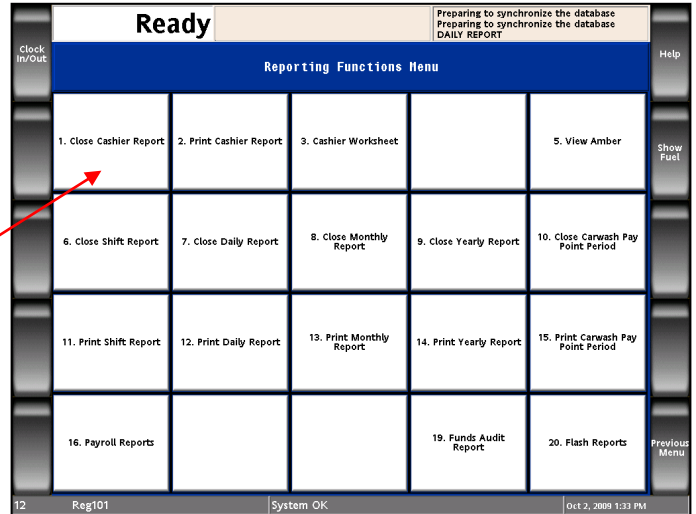 Ready
Preparing to synchronize the database
Preparing to synchronize the database
DAILY REPORT
Clock
In/Out
Reporting Functions Menu
Help
1. Close Cashier Report
2. Print Cashier Report
3. Cashier Worksheet
5. View Amber
Show
Fuel
6. Close Shift Report
7. Close Daily Report
8. Close Monthly
Report
9. Close Yearly Report
10. Close Carwash Pay
Point Period
11. Print Shift Report
12. Print Daily Report
13. Print Monthly
Report
14. Print Yearly Report
15. Print Carwash Pay
Point Period
16. Payroll Reports
19. Funds Audit
Report
20. Flash Reports
Previous
Menu
12
Reg101
System OK
Oct 2, 2009 1:33 PM